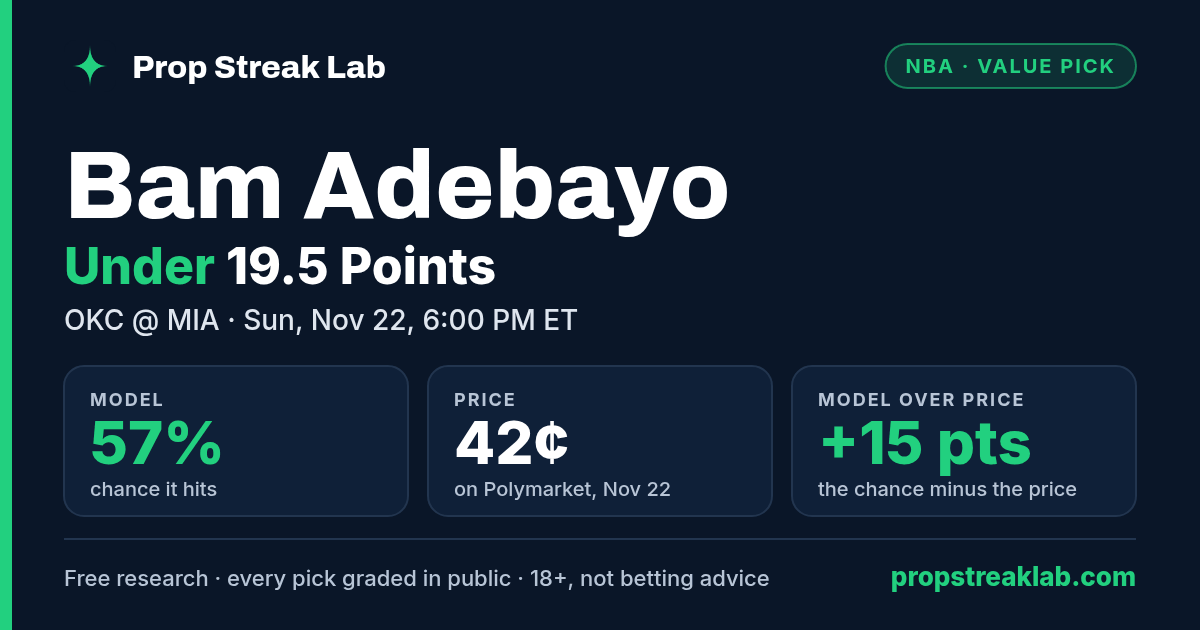 Prop Streak Lab
NBA · VALUE PICK
Bam Adebayo
Under 19.5 Points
OKC @ MIA · Sun, Nov 22, 6:00 PM ET
MODEL
57%
chance it hits
PRICE
42¢
on Polymarket, Nov 22
MODEL OVER PRICE
+15 pts
the chance minus the price
Free research · every pick graded in public · 18+, not betting advice
propstreaklab.com